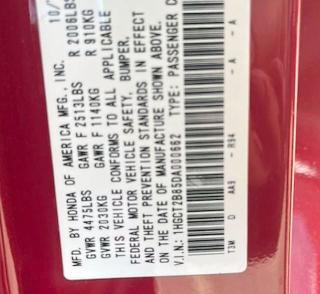 MFD. BY HONDA OF AMERICA MFG., INC. 10/
GVWR 4475LBS GAWR F 2513LBS R 2006LBS
GVWR 2030KG GAWR F 1140KG R 910KG
THIS VEHICLE CONFORMS TO ALL APPLICABLE
FEDERAL MOTOR VEHICLE SAFETY, BUMPER,
AND THEFT PREVENTION STANDARDS IN EFFECT
ON THE DATE OF MANUFACTURE SHOWN ABOVE.
V.I.N.: 1HGCT2B85DA000662 TYPE: PASSENGER C
T3M D AA9 - R94 - A - A